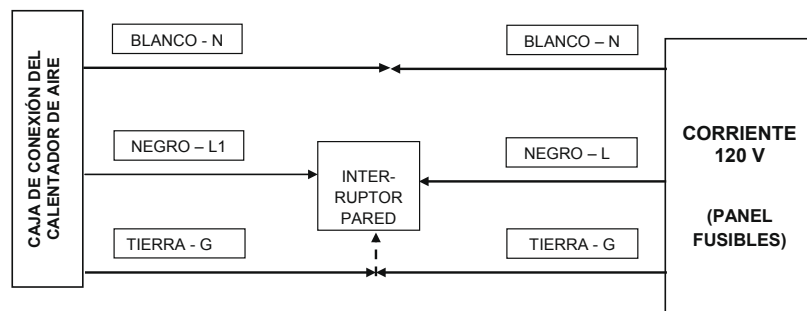 CAJA DE CONEXIÓN DEL
CALENTADOR DE AIRE
BLANCO - N
BLANCO – N
NEGRO – L1
NEGRO – L
INTER-
RUPTOR
PARED
TIERRA - G
TIERRA - G
CORRIENTE
120 V
(PANEL
FUSIBLES)